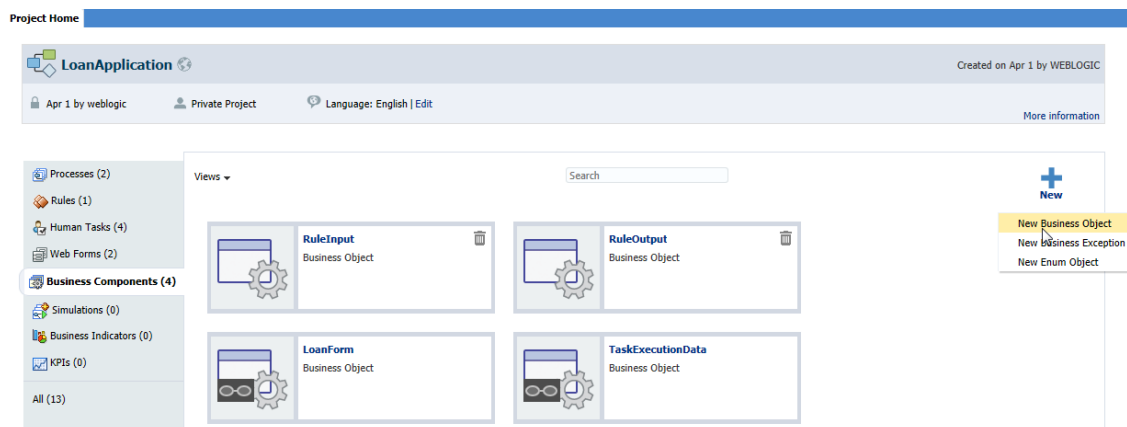 Project Home
LoanApplication
Created on Apr 1 by WEBLOGIC
Apr 1 by weblogic
Private Project
Language: English | Edit
More information
Processes (2)
Rules (1)
Human Tasks (4)
Web Forms (2)
Business Components (4)
Simulations (0)
Business Indicators (0)
KPIs (0)
All (13)
Views
Search
New
New Business Object
New Business Exception
New Enum Object
RuleInput
Business Object
RuleOutput
Business Object
LoanForm
Business Object
TaskExecutionData
Business Object